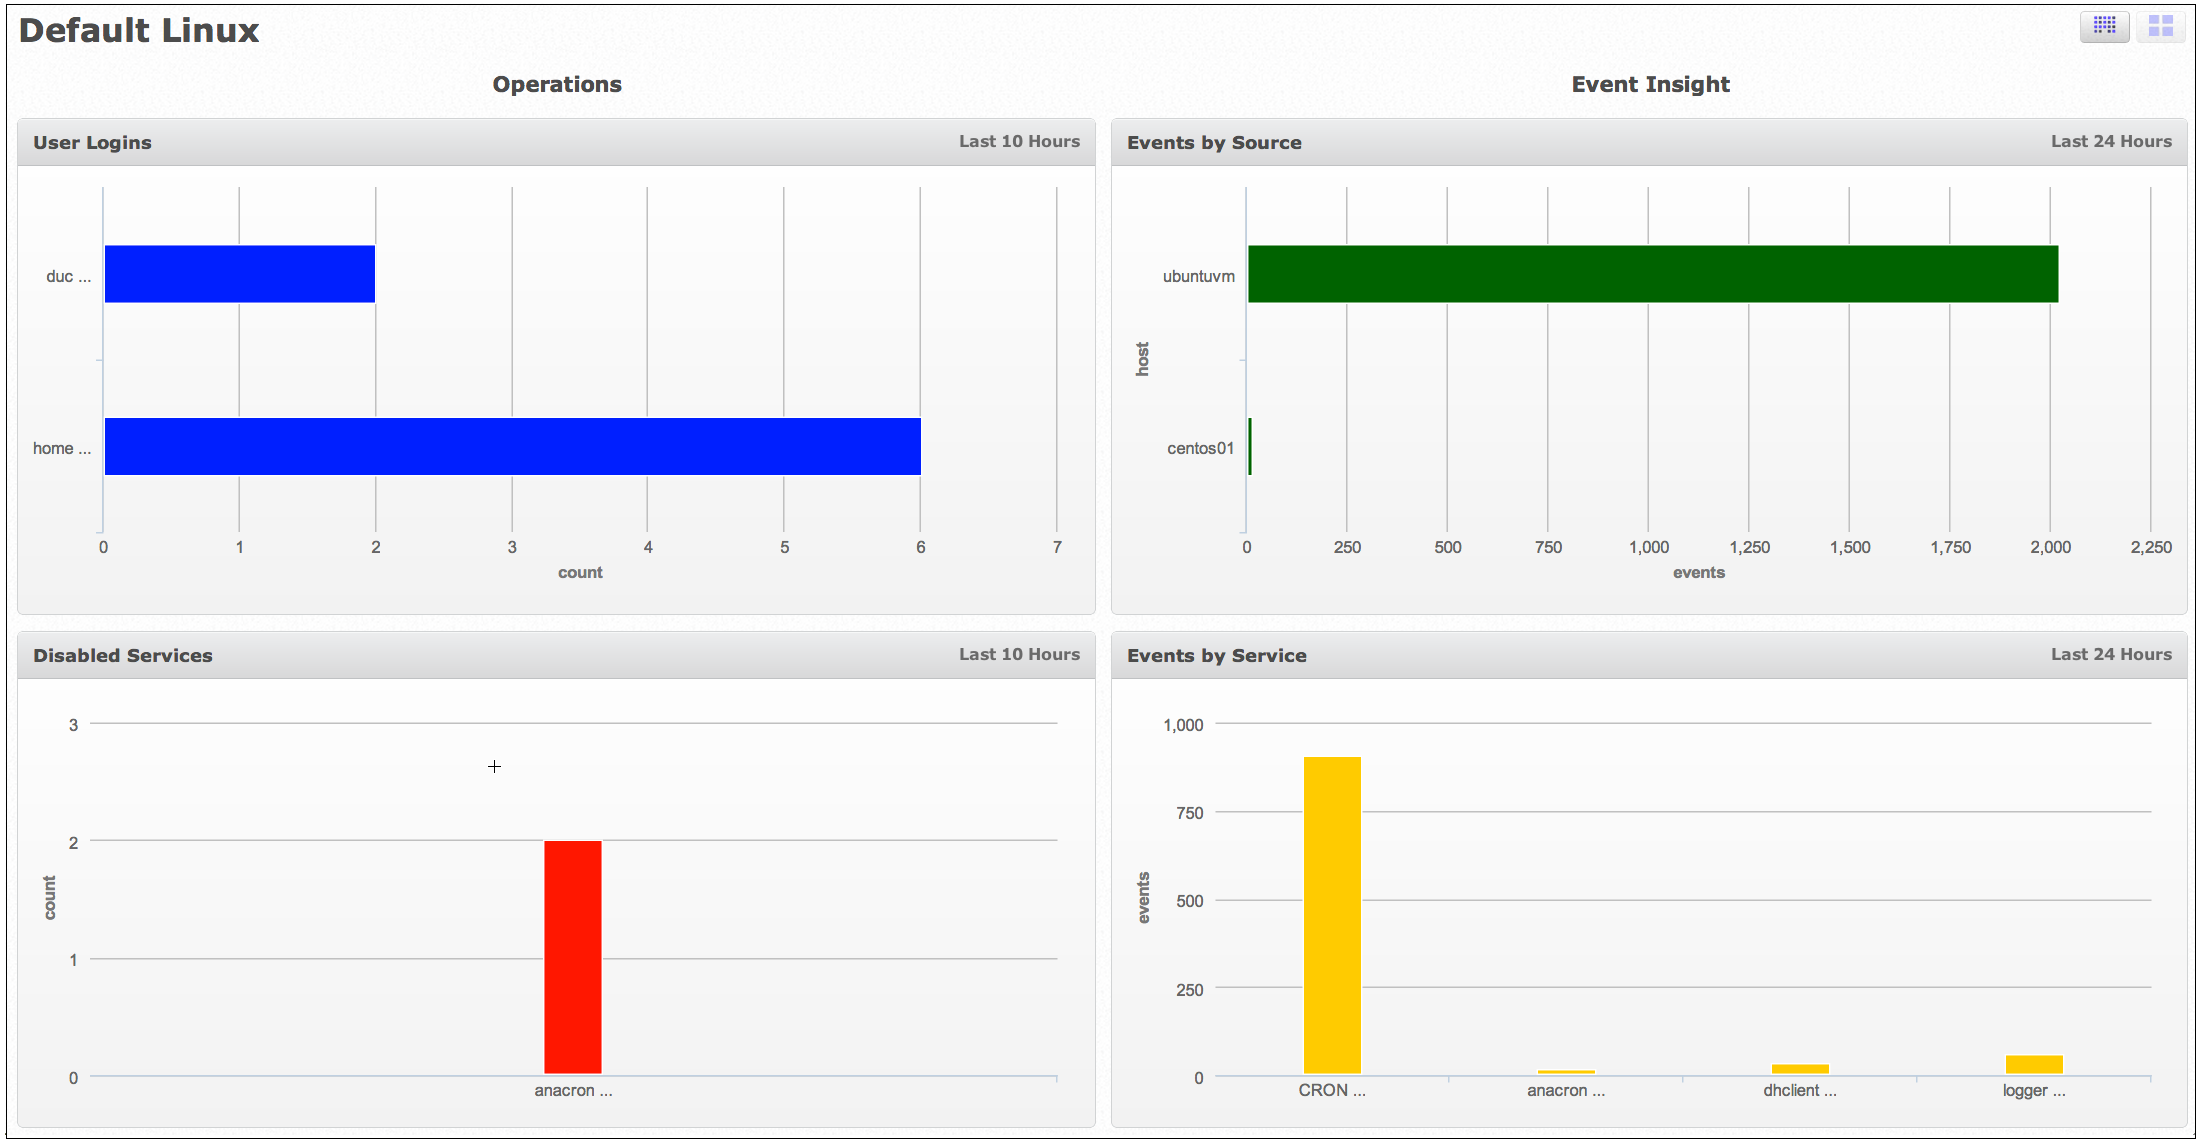 Default Linux
Operations
Event Insight
User Logins
Last 10 Hours
duc ...
home ...
0 1 2 3 4 5 6 7
count
Events by Source
Last 24 Hours
host
ubuntuvm
centos01
0 250 500 750 1,000 1,250 1,500 1,750 2,000 2,250
events
Disabled Services
Last 10 Hours
count
3
2
1
0
anacron ...
Events by Service
Last 24 Hours
events
1,000
750
500
250
0
CRON ... anacron ... dhclient ... logger ...